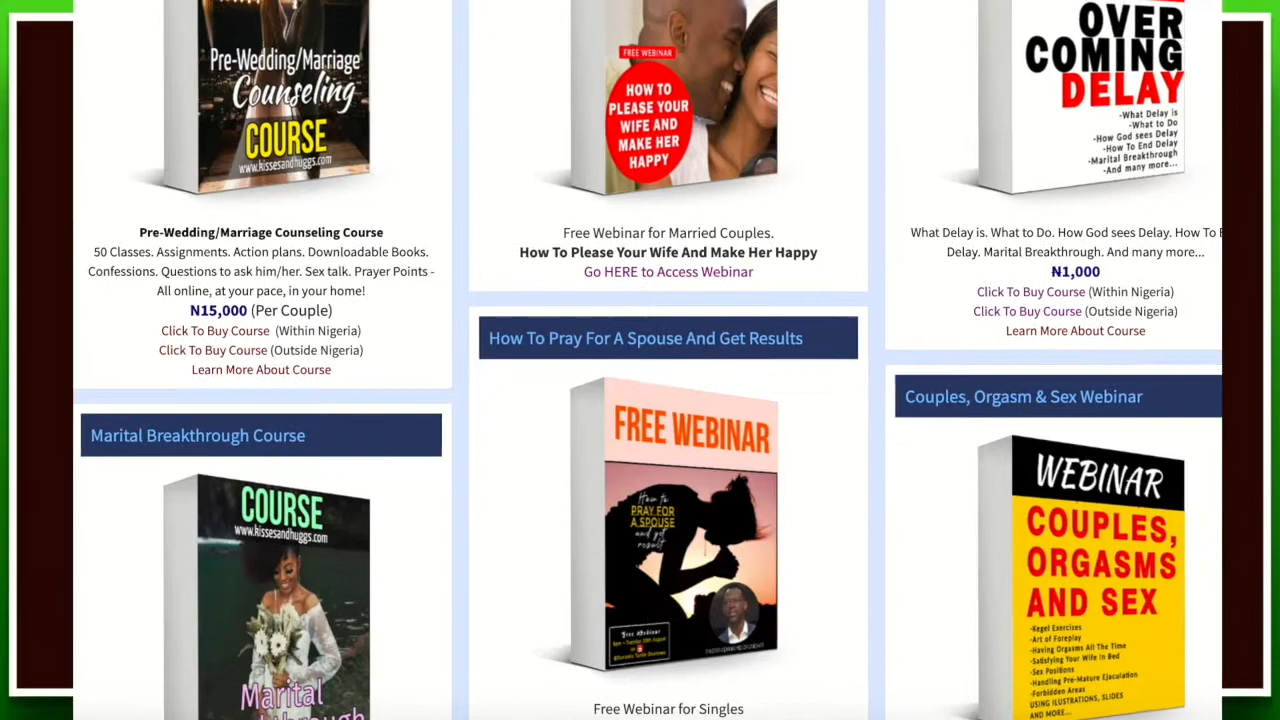 Pre-Wedding/Marriage
Counseling
COURSE
www.kissesandhuggs.com
Pre-Wedding/Marriage Counseling Course
50 Classes. Assignments. Action plans. Downloadable Books.
Confessions. Questions to ask him/her. Sex talk. Prayer Points -
All online, at your pace, in your home!
N15,000 (Per Couple)
Click To Buy Course (Within Nigeria)
Click To Buy Course (Outside Nigeria)
Learn More About Course
Marital Breakthrough Course
COURSE
www.kissesandhuggs.com
Marital
FREE WEBINAR
HOW TO
PLEASE YOUR
WIFE AND
MAKE HER
HAPPY
Free Webinar for Married Couples.
How To Please Your Wife And Make Her Happy
Go HERE to Access Webinar
How To Pray For A Spouse And Get Results
FREE WEBINAR
How to
PRAY FOR
A SPOUSE
and get
result
Free Webinar
Free Webinar for Singles
OVER
COMING
DELAY
-What Delay is
-What to Do
-How God sees Delay
-How To End Delay
-Marital Breakthrough
-And many more...
What Delay is. What to Do. How God sees Delay. How To E
Delay. Marital Breakthrough. And many more...
₦1,000
Click To Buy Course (Within Nigeria)
Click To Buy Course (Outside Nigeria)
Learn More About Course
Couples, Orgasm & Sex Webinar
WEBINAR
COUPLES,
ORGASMS
AND SEX
-Kegel Exercises
-Art of Foreplay
-Having Orgasms All The Time
-Satisfying Your Wife In Bed
-Sex Positions
-Handling Pre-Mature Ejaculation
-Forbidden Areas
USING ILUSTRATIONS, SLIDES
AND MORE...